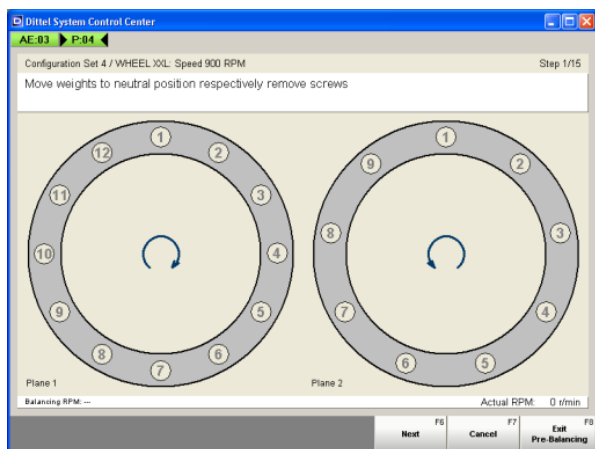 Dittel System Control Center
AE:03 P:04
Configuration Set 4 / WHEEL XXL: Speed 900 RPM Step 1/15
Move weights to neutral position respectively remove screws
1
2
3
4
5
6
7
8
9
10
11
12
Plane 1
1
2
3
4
5
6
7
8
9
Plane 2
Balancing RPM: --- Actual RPM: 0 r/min
F6
Next
F7
Cancel
F8
Exit
Pre-Balancing